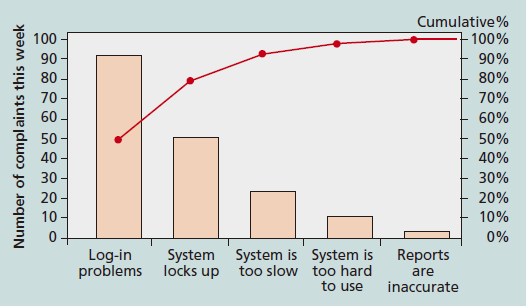 Cumulative%
Number of complaints this week
100
90
80
70
60
50
40
30
20
10
0
100%
90%
80%
70%
60%
50%
40%
30%
20%
10%
0%
Log-in
problems
System
locks up
System is
too slow
System is
too hard
to use
Reports
are
inaccurate